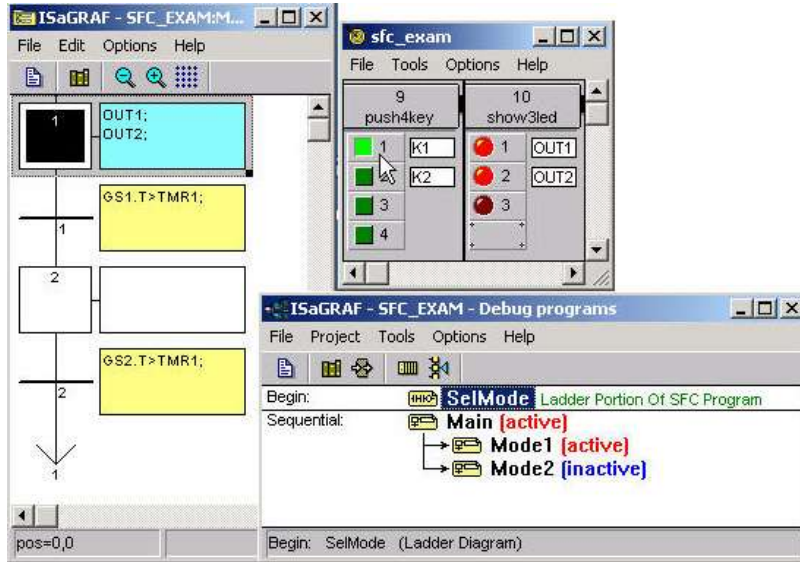 ISaGRAF - SFC_EXAM:M...
File Edit Options Help
1
OUT1;
OUT2;
GS1.T>TMR1;
1
2
GS2.T>TMR1;
2
1
pos=0,0
sfc_exam
File Tools Options Help
9
push4key
10
show3led
1 K1
1 OUT1
2 K2
2 OUT2
3
3
4
ISaGRAF - SFC_EXAM - Debug programs
File Project Tools Options Help
Begin: SelMode Ladder Portion Of SFC Program
Sequential: Main (active)
Mode1 (active)
Mode2 (inactive)
Begin: SelMode (Ladder Diagram)